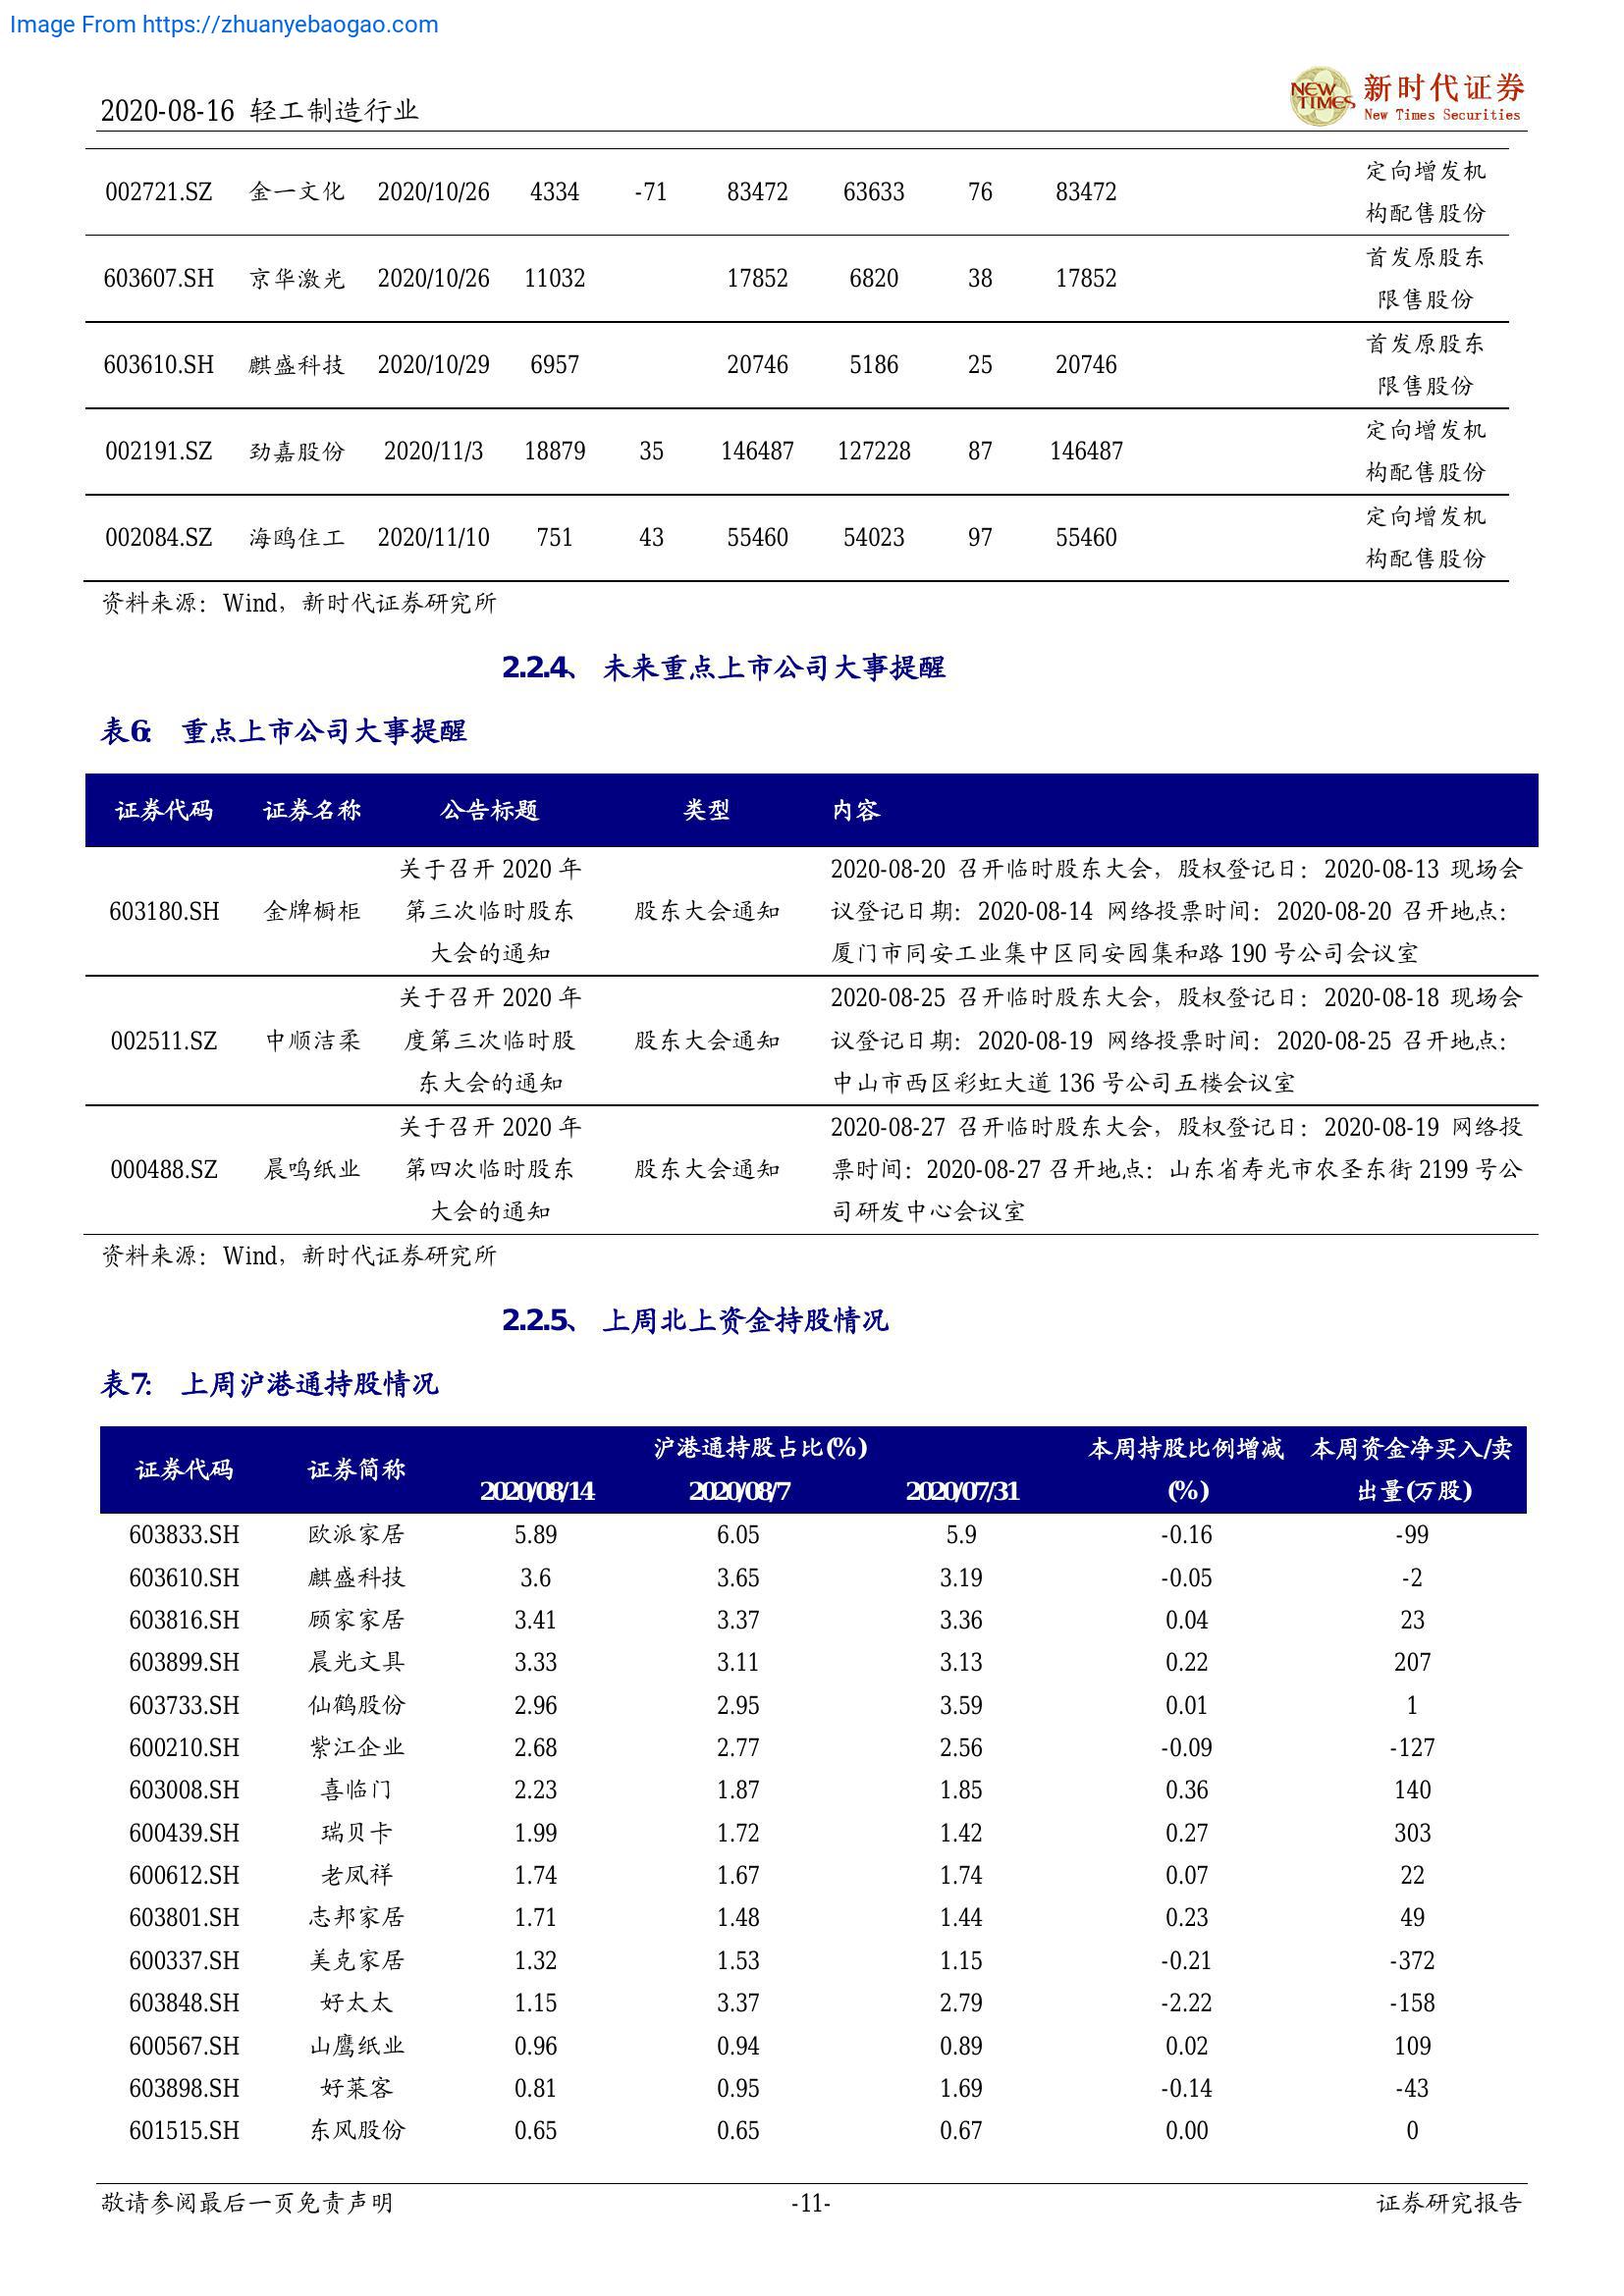 Image From https://zhuanyebaogao.com
2020-08-16 轻工制造行业
NEW TIMES 新时代证券
New Times Securities
002721.SZ 金一文化 2020/10/26 4334 -71 83472 63633 76 83472 定向增发机
构配售股份
603607.SH 京华激光 2020/10/26 11032 17852 6820 38 17852 首发原股东
限售股份
603610.SH 麒盛科技 2020/10/29 6957 20746 5186 25 20746 首发原股东
限售股份
002191.SZ 劲嘉股份 2020/11/3 18879 35 146487 127228 87 146487 定向增发机
构配售股份
002084.SZ 海鸥住工 2020/11/10 751 43 55460 54023 97 55460 定向增发机
构配售股份
资料来源：Wind，新时代证券研究所
2.2.4、 未来重点上市公司大事提醒
表6： 重点上市公司大事提醒
证券代码 证券名称 公告标题 类型 内容
关于召开 2020 年 2020-08-20 召开临时股东大会，股权登记日：2020-08-13 现场会
603180.SH 金牌橱柜 第三次临时股东 股东大会通知 议登记日期：2020-08-14 网络投票时间：2020-08-20 召开地点：
大会的通知 厦门市同安工业集中区同安园集和路 190 号公司会议室
关于召开 2020 年 2020-08-25 召开临时股东大会，股权登记日：2020-08-18 现场会
002511.SZ 中顺洁柔 度第三次临时股 股东大会通知 议登记日期：2020-08-19 网络投票时间：2020-08-25 召开地点：
东大会的通知 中山市西区彩虹大道 136 号公司五楼会议室
关于召开 2020 年 2020-08-27 召开临时股东大会，股权登记日：2020-08-19 网络投
000488.SZ 晨鸣纸业 第四次临时股东 股东大会通知 票时间：2020-08-27 召开地点：山东省寿光市农圣东街 2199 号公
大会的通知 司研发中心会议室
资料来源：Wind，新时代证券研究所
2.2.5、 上周北上资金持股情况
表7： 上周沪港通持股情况
证券代码 证券简称 沪港通持股占比(%) 本周持股比例增减 本周资金净买入/卖
2020/08/14 2020/08/7 2020/07/31 (%) 出量(万股)
603833.SH 欧派家居 5.89 6.05 5.9 -0.16 -99
603610.SH 麒盛科技 3.6 3.65 3.19 -0.05 -2
603816.SH 顾家家居 3.41 3.37 3.36 0.04 23
603899.SH 晨光文具 3.33 3.11 3.13 0.22 207
603733.SH 仙鹤股份 2.96 2.95 3.59 0.01 1
600210.SH 紫江企业 2.68 2.77 2.56 -0.09 -127
603008.SH 喜临门 2.23 1.87 1.85 0.36 140
600439.SH 瑞贝卡 1.99 1.72 1.42 0.27 303
600612.SH 老凤祥 1.74 1.67 1.74 0.07 22
603801.SH 志邦家居 1.71 1.48 1.44 0.23 49
600337.SH 美克家居 1.32 1.53 1.15 -0.21 -372
603848.SH 好太太 1.15 3.37 2.79 -2.22 -158
600567.SH 山鹰纸业 0.96 0.94 0.89 0.02 109
603898.SH 好莱客 0.81 0.95 1.69 -0.14 -43
601515.SH 东风股份 0.65 0.65 0.67 0.00 0
敬请参阅最后一页免责声明 -11- 证券研究报告